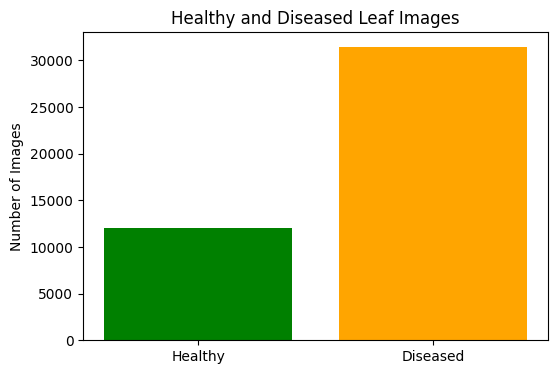 Healthy and Diseased Leaf Images
Number of Images
30000
25000
20000
15000
10000
5000
0
Healthy
Diseased